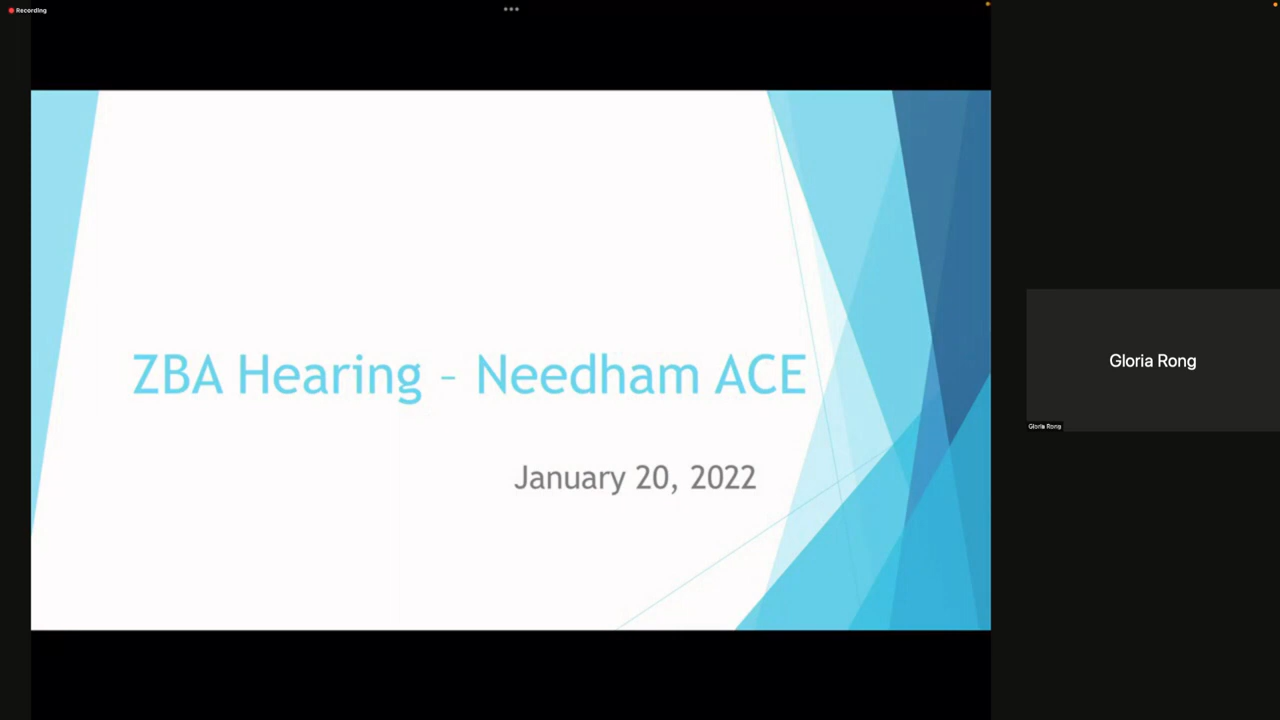 Recording
ZBA Hearing – Needham ACE
January 20, 2022
Gloria Rong
Gloria Rong